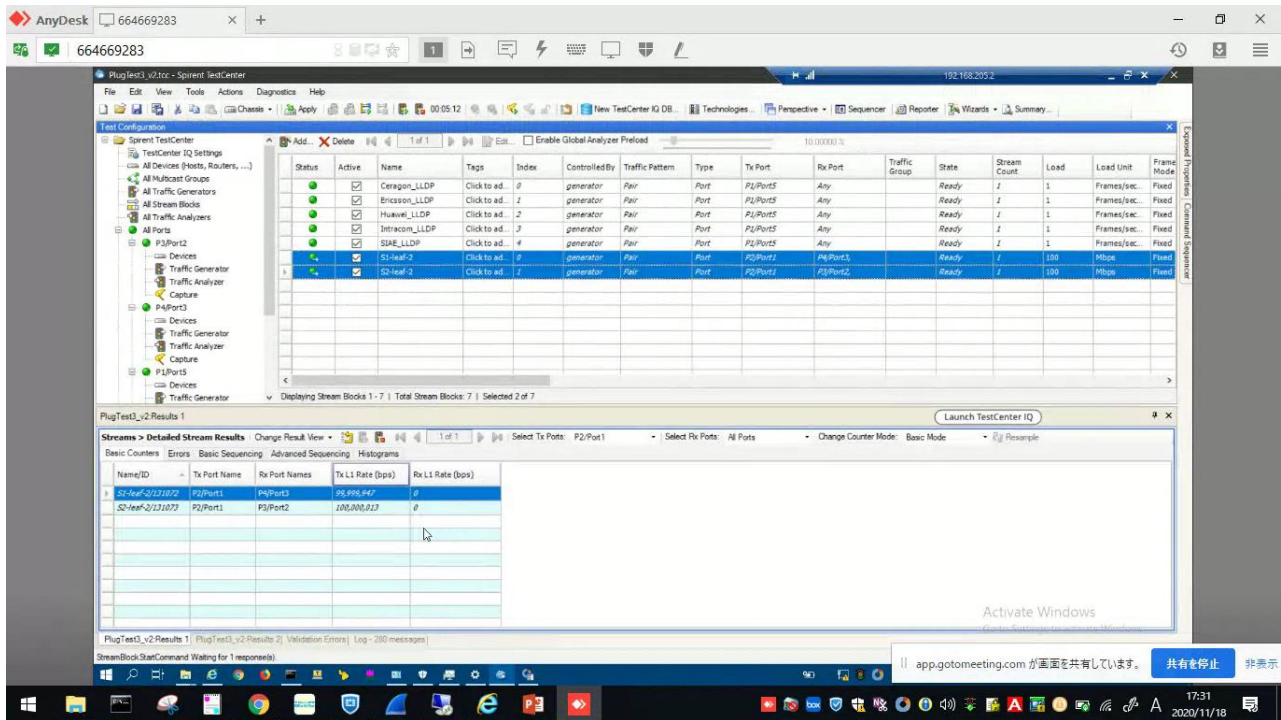 AnyDesk 664669283
664669283
1
PlugTest3_v2.tcc - Spirent TestCenter
192.168.205.2
File Edit View Tools Actions Diagnostics Help
Chassis Apply 00:05:12 New TestCenter IQ DB... Technologies... Perspective Sequencer Reporter Wizards Summary...
Test Configuration
Spirent TestCenter
TestCenter IQ Settings
All Devices (Hosts, Routers, ...)
All Multicast Groups
All Traffic Generators
All Stream Blocks
All Traffic Analyzers
All Ports
P3/Port2
Devices
Traffic Generator
Traffic Analyzer
Capture
P4/Port3
Devices
Traffic Generator
Traffic Analyzer
Capture
P1/Port5
Devices
Traffic Generator
Add... Delete 1 of 1 Edit... Enable Global Analyzer Preload 10.00000 %
Status Active Name Tags Index Controlled By Traffic Pattern Type Tx Port Rx Port Traffic Group State Stream Count Load Load Unit Frame Mode
Ceragon_LLDP Click to ad... 0 generator Pair Port P1/Port5 Any Ready 1 1 Frames/sec... Fixed
Ericsson_LLDP Click to ad... 1 generator Pair Port P1/Port5 Any Ready 1 1 Frames/sec... Fixed
Huawei_LLDP Click to ad... 2 generator Pair Port P1/Port5 Any Ready 1 1 Frames/sec... Fixed
Intracom_LLDP Click to ad... 3 generator Pair Port P1/Port5 Any Ready 1 1 Frames/sec... Fixed
SIAE_LLDP Click to ad... 4 generator Pair Port P1/Port5 Any Ready 1 1 Frames/sec... Fixed
S1-leaf-2 Click to ad... 0 generator Pair Port P2/Port1 P4/Port3, Ready 1 100 Mbps Fixed
S2-leaf-2 Click to ad... 1 generator Pair Port P2/Port1 P3/Port2, Ready 1 100 Mbps Fixed
Displaying Stream Blocks 1 - 7 | Total Stream Blocks: 7 | Selected 2 of 7
Exposed Properties
Command Sequencer
PlugTest3_v2:Results 1
Launch TestCenter IQ
Streams > Detailed Stream Results Change Result View 1 of 1 Select Tx Ports: P2/Port1 Select Rx Ports: All Ports Change Counter Mode: Basic Mode Resample
Basic Counters Errors Basic Sequencing Advanced Sequencing Histograms
Name/ID Tx Port Name Rx Port Names Tx L1 Rate (bps) Rx L1 Rate (bps)
S1-leaf-2/131072 P2/Port1 P4/Port3 99,999,947 0
S2-leaf-2/131073 P2/Port1 P3/Port2 100,000,013 0
Activate Windows
PlugTest3_v2:Results 1 PlugTest3_v2:Results 2 Validation Errors Log - 280 messages
StreamBlockStartCommand Waiting for 1 response(s)
app.gotomeeting.com が画面を共有しています。 共有を停止 非表示
A
17:31
2020/11/18